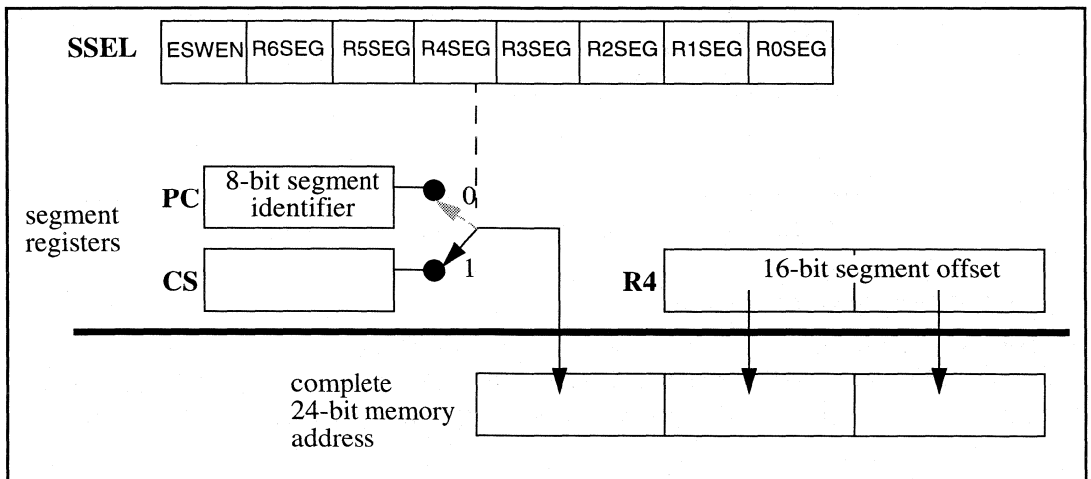 SSEL ESWEN R6SEG R5SEG R4SEG R3SEG R2SEG R1SEG R0SEG
segment
registers
PC 8-bit segment
identifier
0
CS
1
R4 16-bit segment offset
complete
24-bit memory
address